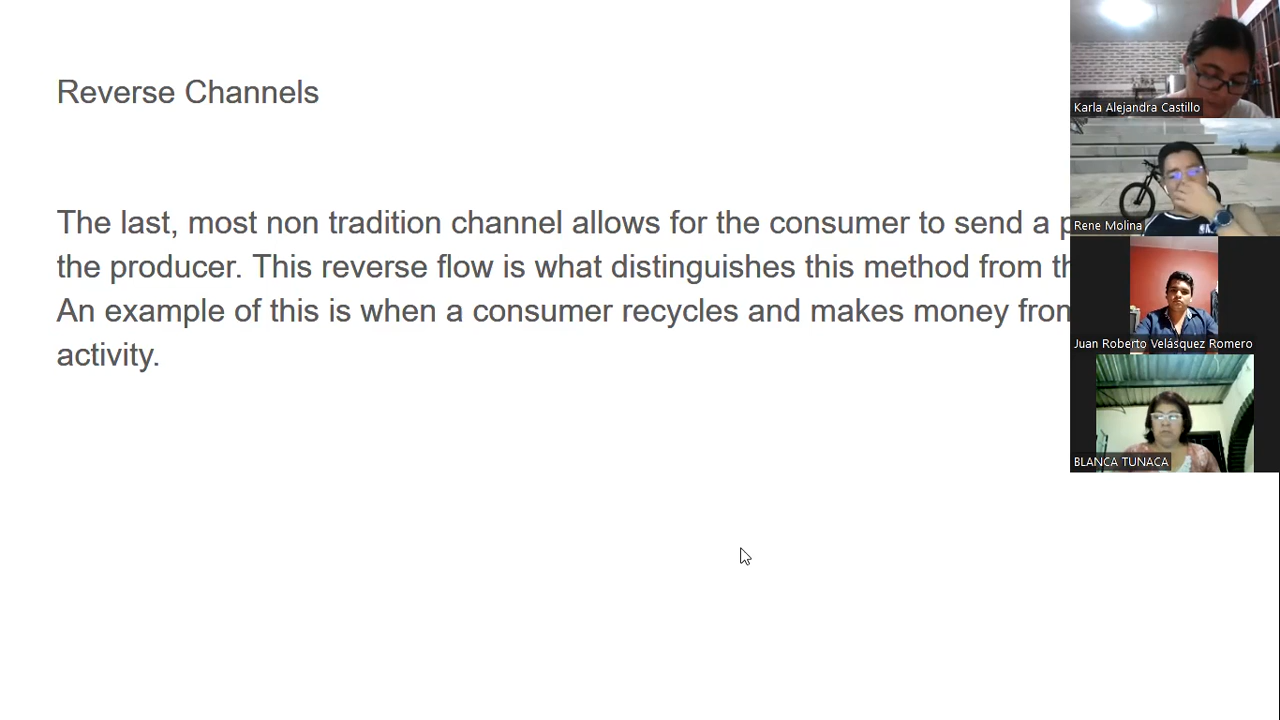 Reverse Channels
The last, most non tradition channel allows for the consumer to send a
the producer. This reverse flow is what distinguishes this method from
An example of this is when a consumer recycles and makes money from
activity.
Karla Alejandra Castillo
Rene Molina
Juan Roberto Velásquez Romero
BLANCA TUNACA